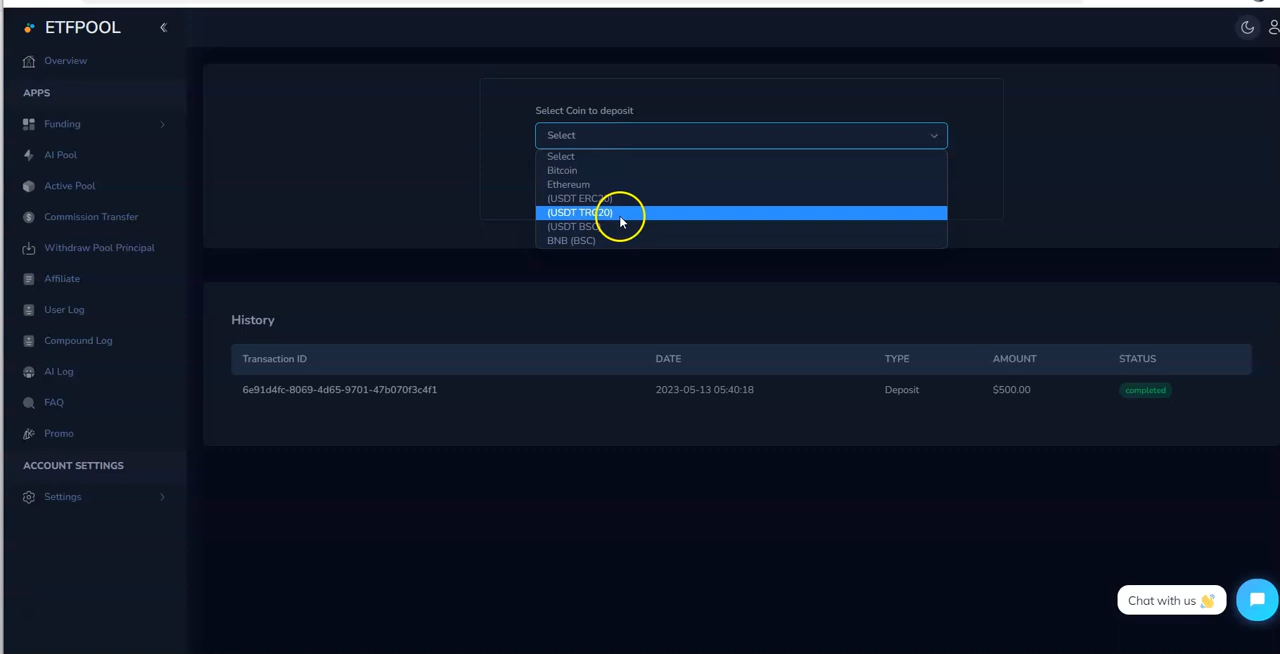 ETFPOOL
Overview
APPS
Funding
AI Pool
Active Pool
Commission Transfer
Withdraw Pool Principal
Affiliate
User Log
Compound Log
AI Log
FAQ
Promo
ACCOUNT SETTINGS
Settings
Select Coin to deposit
Select
Select
Bitcoin
Ethereum
(USDT ERC20)
(USDT TRC20)
(USDT BSC)
BNB (BSC)
History
Transaction ID DATE TYPE AMOUNT STATUS
6e91d4fc-8069-4d65-9701-47b070f3c4f1 2023-05-13 05:40:18 Deposit $500.00 completed
Chat with us 👋